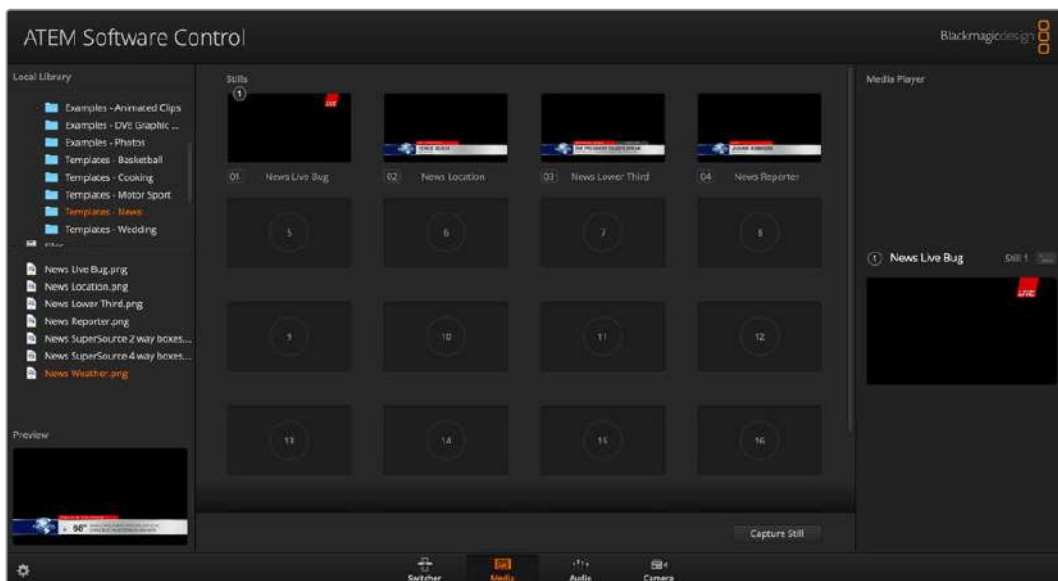 ATEM Software Control
Blackmagicdesign
Local Library
Examples - Animated Clips
Examples - DVE Graphic ...
Examples - Photos
Templates - Basketball
Templates - Cooking
Templates - Motor Sport
Templates - News
Templates - Wedding
News Live Bug.png
News Location.png
News Lower Third.png
News Reporter.png
News SuperSource 2 way boxes....
News SuperSource 4 way boxes....
News Weather.png
Preview
98°
Stills
1
LIVE
01 News Live Bug
02 News Location
03 News Lower Third
04 News Reporter
5
6
7
8
9
10
11
12
13
14
15
16
Capture Still
Media Player
1 News Live Bug Still 1
LIVE
Switcher
Media
Audio
Camera